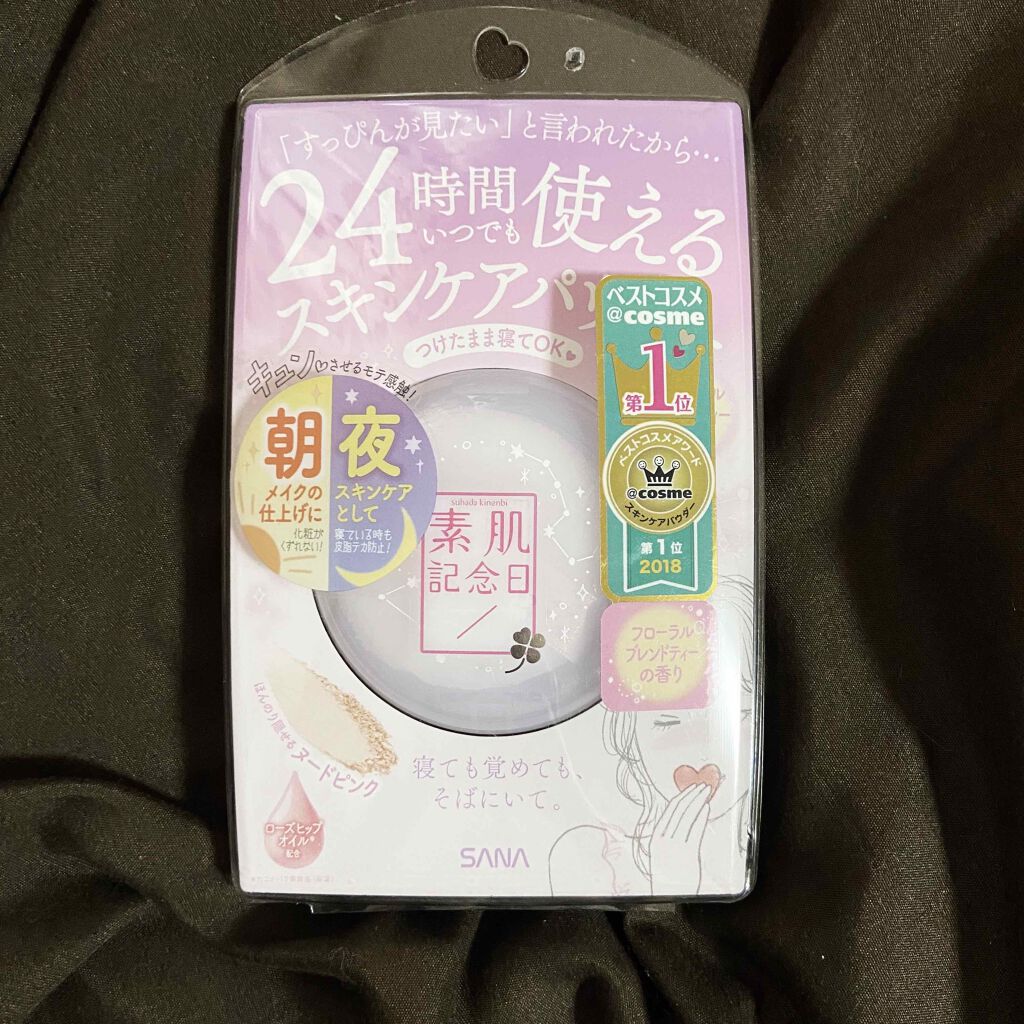 「すっぴんが見たい」と言われたから…
24時間いつでも使える
スキンケアパ
つけたまま寝てOK
キュンさせるモテ感触!
朝
メイクの
仕上げに
化粧が
くずれない!
夜
スキンケア
として
寝ている時も
皮脂テカ防止!
suhada kinenbi
素肌
記念日
ベストコスメ
@cosme
第1位
ベストコスメアワード
@cosme
スキンケアパウダー
第1位
2018
フローラル
ブレンドティー
の香り
ほんのり隠せるヌードピンク
ローズヒップ
オイル*
配合
寝ても覚めても、
そばにいて。
SANA